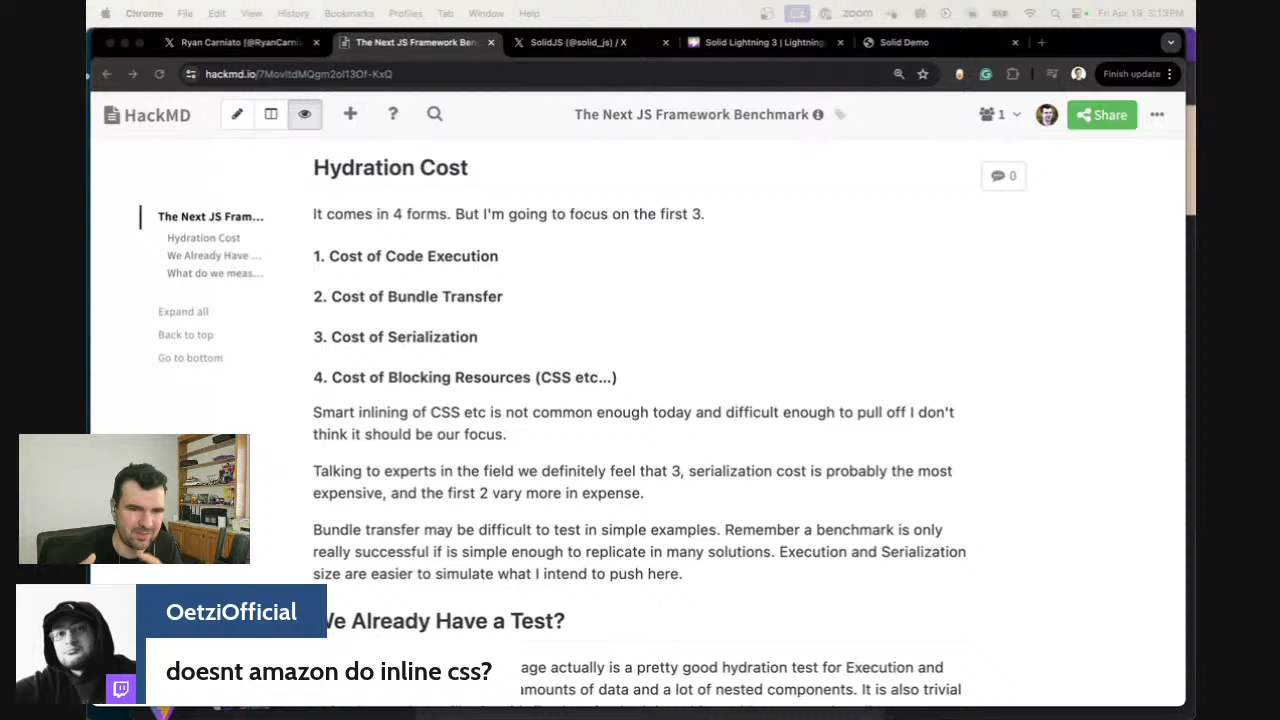 Chrome File Edit View History Bookmarks Profiles Tab Window Help zoom Fri Apr 19 3:13 PM
Ryan Carniato (@RyanCarni
The Next JS Framework Ben
SolidJS (@solid_js) / X
Solid Lightning 3 | Lightning
Solid Demo
hackmd.io/7MovltdMQgm2oI13Of-KxQ
Finish update
HackMD
The Next JS Framework Benchmark
1
Share
The Next JS Fram...
Hydration Cost
We Already Have ...
What do we meas...
Expall all
Back to top
Go to bottom
Hydration Cost
0
It comes in 4 forms. But I'm going to focus on the first 3.
1. Cost of Code Execution
2. Cost of Bundle Transfer
3. Cost of Serialization
4. Cost of Blocking Resources (CSS etc...)
Smart inlining of CSS etc is not common enough today and difficult enough to pull off I don't
think it should be our focus.
Talking to experts in the field we definitely feel that 3, serialization cost is probably the most
expensive, and the first 2 vary more in expense.
Bundle transfer may be difficult to test in simple examples. Remember a benchmark is only
really successful if is simple enough to replicate in many solutions. Execution and Serialization
size are easier to simulate what I intend to push here.
We Already Have a Test?
age actually is a pretty good hydration test for Execution and
amounts of data and a lot of nested components. It is also trivial
OetziOfficial
doesnt amazon do inline css?